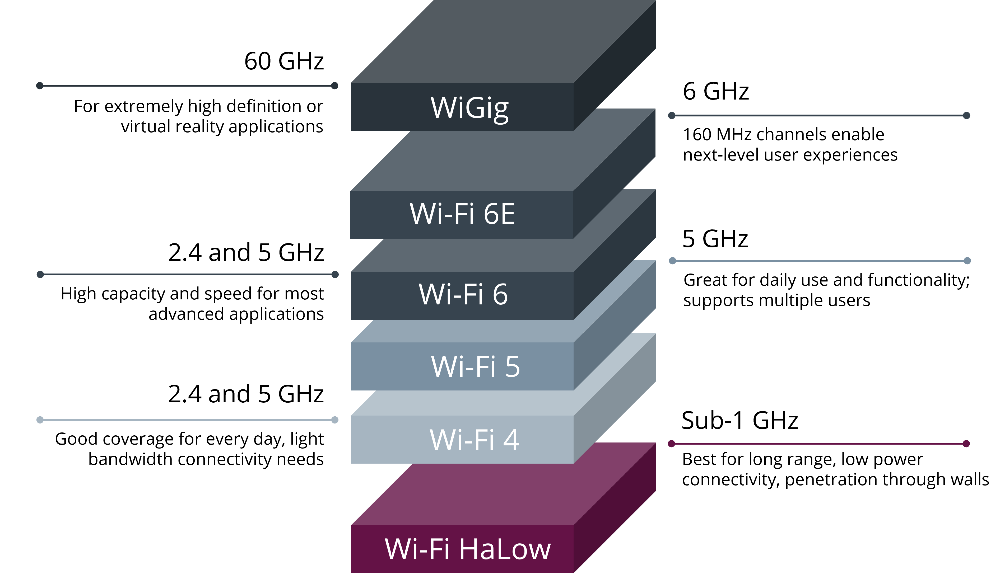 60 GHz
For extremely high definition or
virtual reality applications
WiGig
6 GHz
160 MHz channels enable
next-level user experiences
Wi-Fi 6E
2.4 and 5 GHz
High capacity and speed for most
advanced applications
Wi-Fi 6
5 GHz
Great for daily use and functionality;
supports multiple users
Wi-Fi 5
2.4 and 5 GHz
Good coverage for every day, light
bandwidth connectivity needs
Wi-Fi 4
Sub-1 GHz
Best for long range, low power
connectivity, penetration through walls
Wi-Fi HaLow